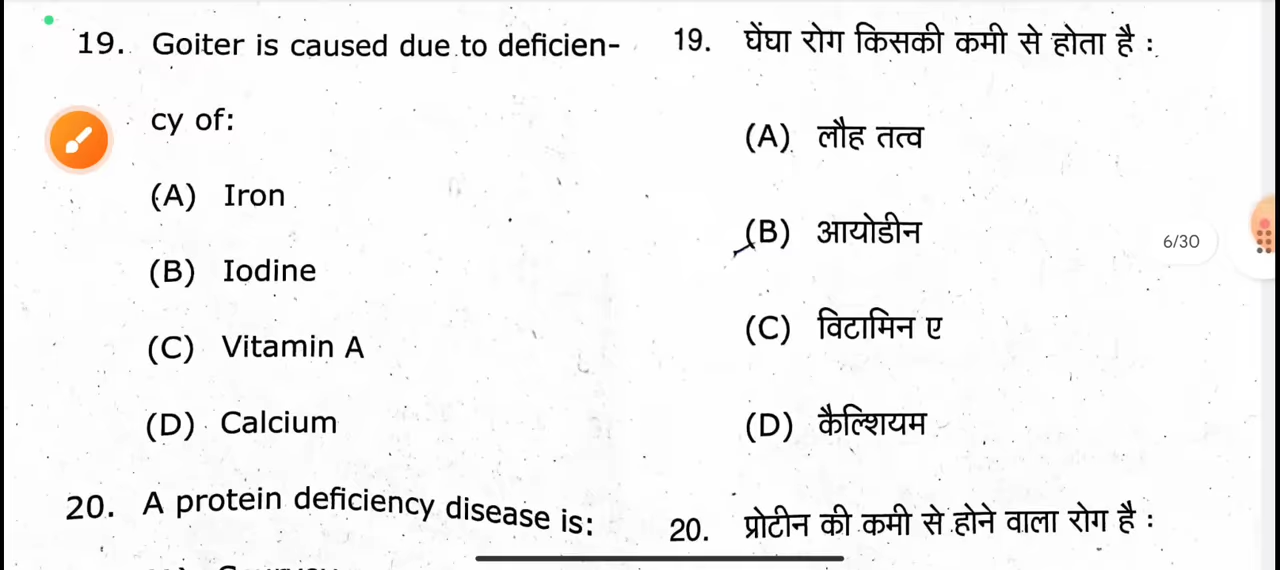 19. Goiter is caused due to deficien-
cy of:
(A) Iron
(B) Iodine
(C) Vitamin A
(D) Calcium
20. A protein deficiency disease is:
19. घेंघा रोग किसकी कमी से होता है :
(A) लौह तत्व
(B) आयोडीन
(C) विटामिन ए
(D) कैल्शियम
20. प्रोटीन की कमी से होने वाला रोग है :
6/30